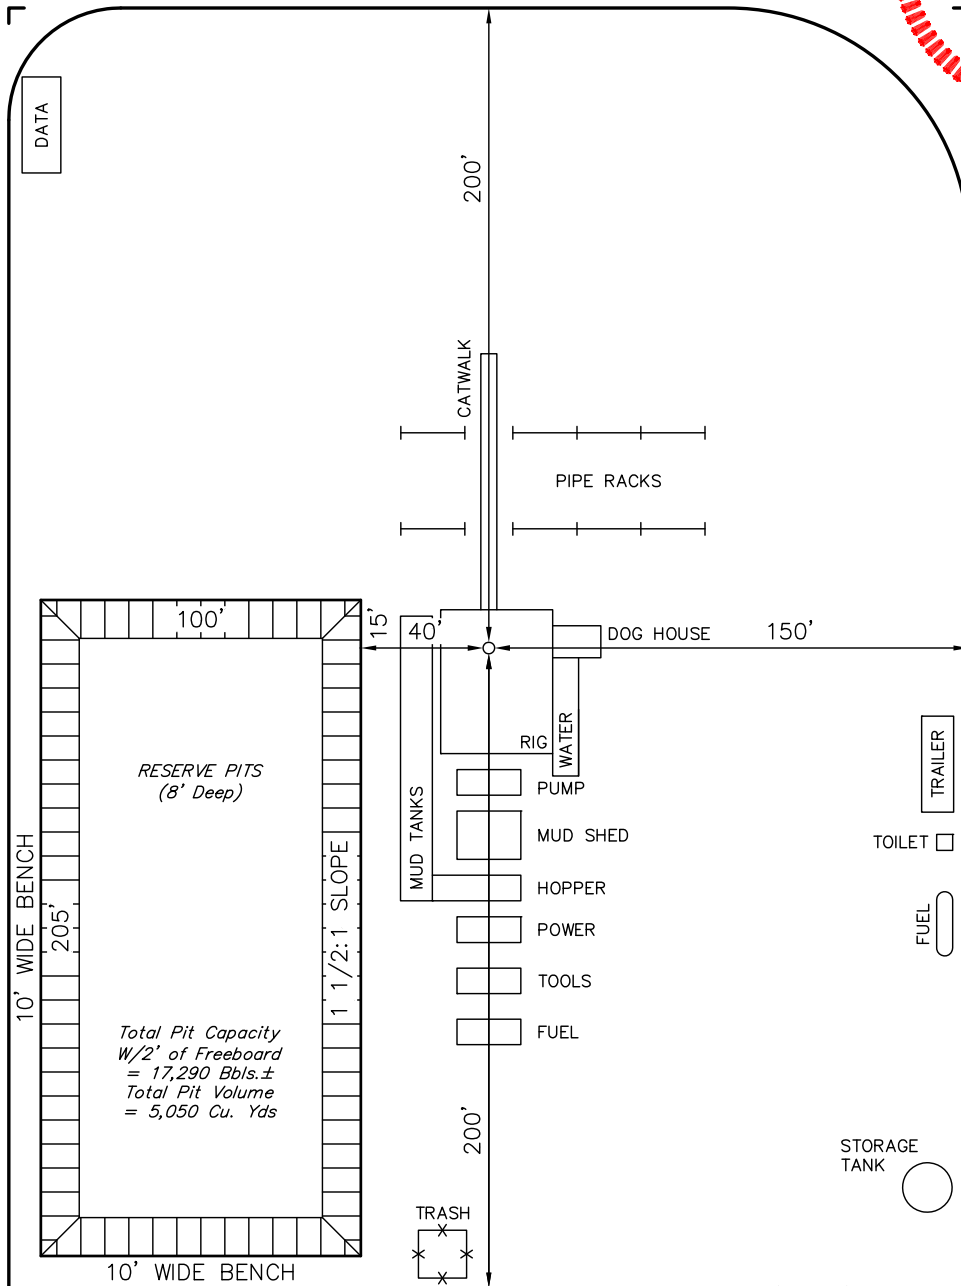 DATA
200'
CATWALK
PIPE RACKS
100'
15'
40'
DOG HOUSE
150'
RIG
WATER
RESERVE PITS
(8' Deep)
PUMP
MUD TANKS
MUD SHED
TRAILER
TOILET
HOPPER
10' WIDE BENCH
205'
1 1/2:1 SLOPE
POWER
FUEL
TOOLS
FUEL
Total Pit Capacity
W/2' of Freeboard
= 17,290 Bbls.±
Total Pit Volume
= 5,050 Cu. Yds
200'
STORAGE
TANK
TRASH
10' WIDE BENCH